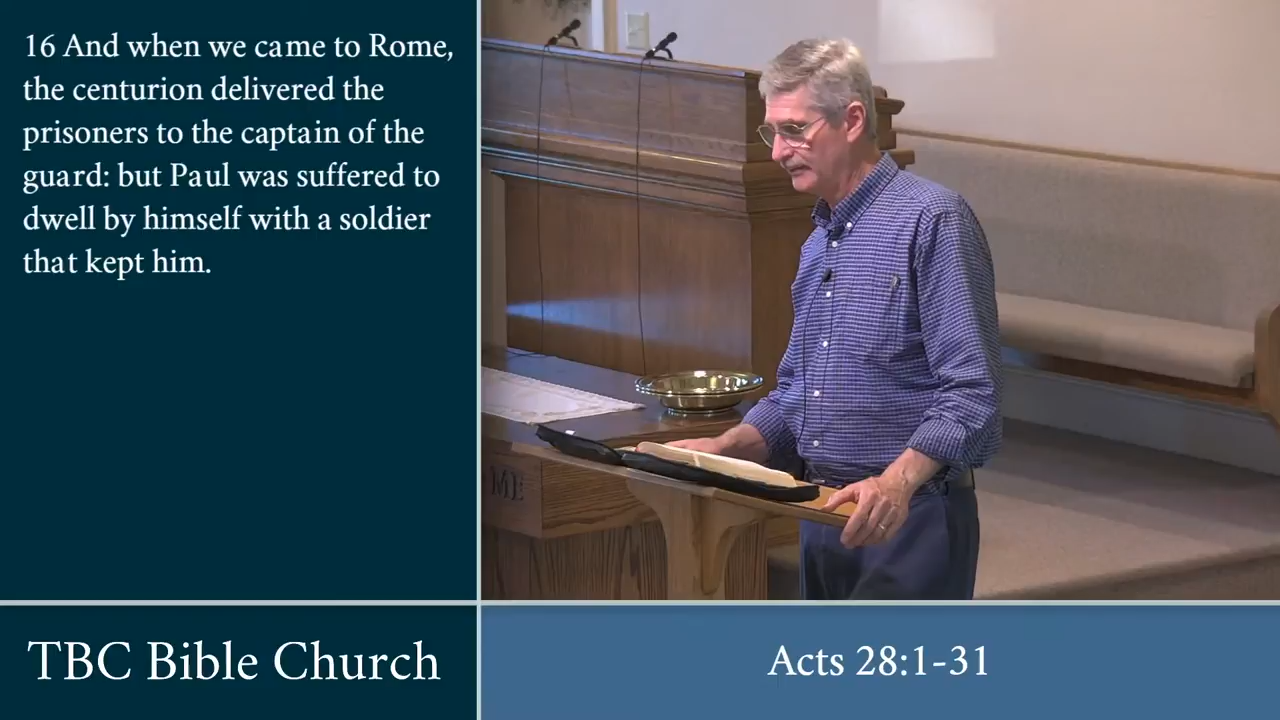 16 And when we came to Rome,
the centurion delivered the
prisoners to the captain of the
guard: but Paul was suffered to
dwell by himself with a soldier
that kept him.
ME
TBC Bible Church
Acts 28:1-31